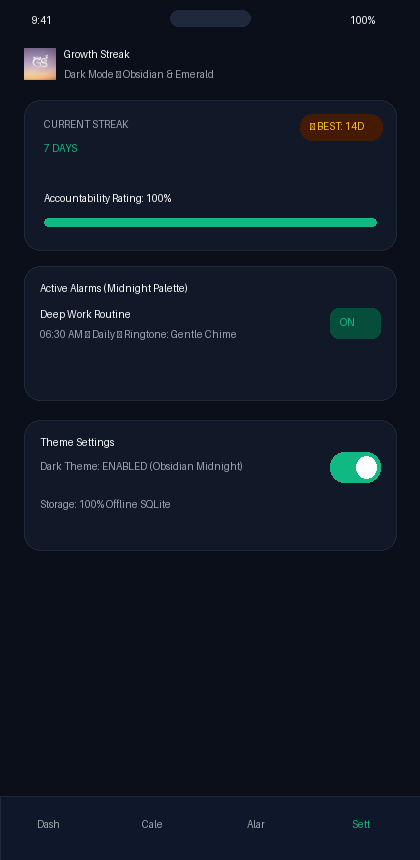 9:41 100%
Growth Streak
Dark Mode Obsidian & Emerald
CURRENT STREAK
BEST: 14D
7 DAYS
Accountability Rating: 100%
Active Alarms (Midnight Palette)
Deep Work Routine
ON
06:30 AM Daily Ringtone: Gentle Chime
Theme Settings
Dark Theme: ENABLED (Obsidian Midnight)
Storage: 100% Offline SQLite
Dash Cale Alar Sett